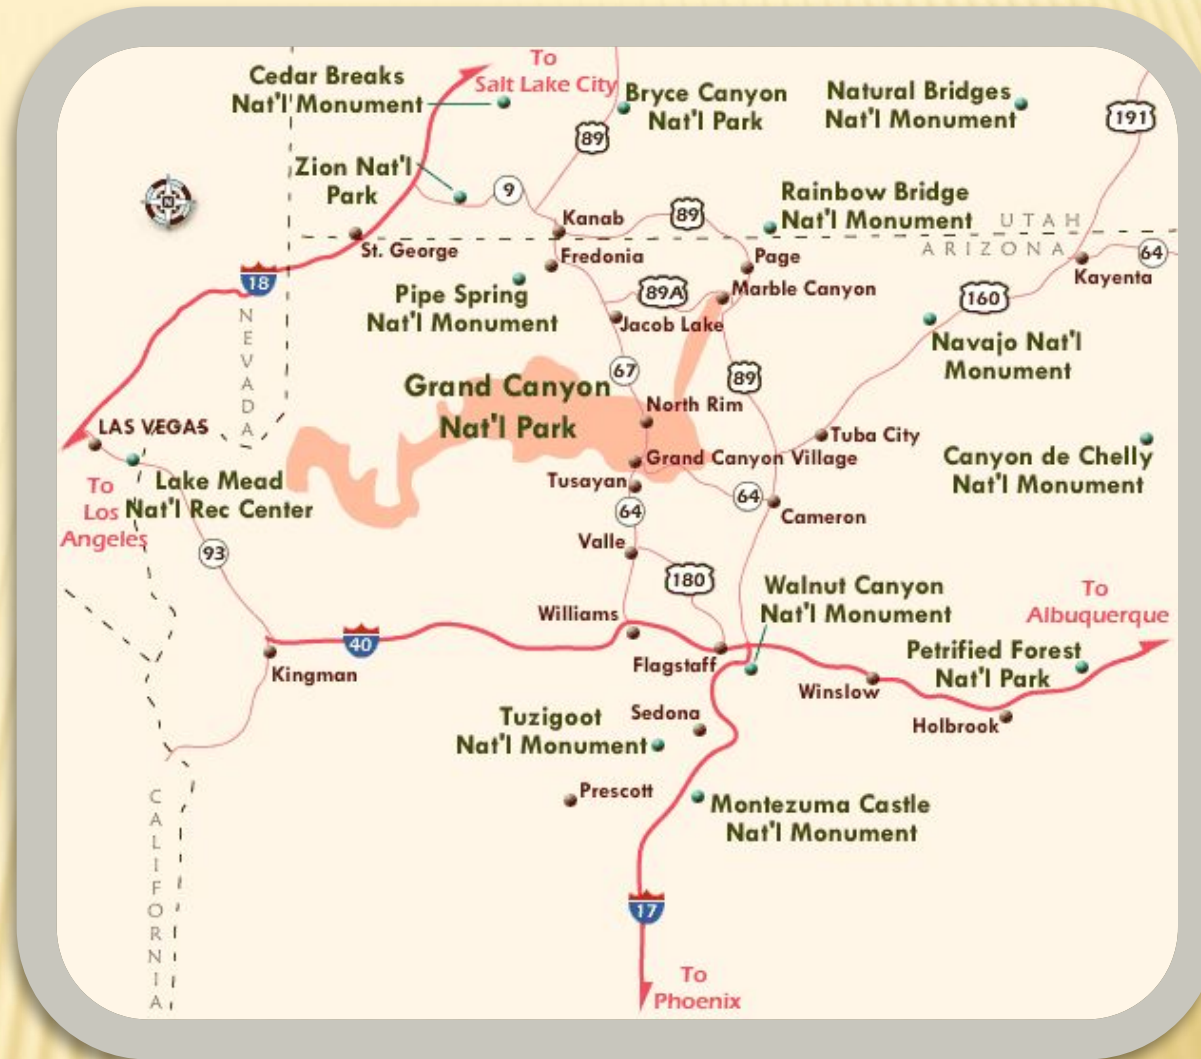 To
Salt Lake City
Cedar Breaks
Nat'l Monument
Bryce Canyon
Nat'l Park
Natural Bridges
Nat'l Monument
191
89
Zion Nat'l
Park
9
Rainbow Bridge
Nat'l Monument
N
Kanab
89
UTAH
ARIZONA
St. George
Fredonia
Page
64
Kayenta
18
Pipe Spring
Nat'l Monument
89A
Marble Canyon
160
Jacob Lake
NEVADA
Navajo Nat'l
Monument
67
89
Grand Canyon
Nat'l Park
North Rim
LAS VEGAS
Tuba City
Grand Canyon Village
Canyon de Chelly
Nat'l Monument
Lake Mead
Nat'l Rec Center
To
Los
Angeles
Tusayan
64
64
Cameron
93
Valle
180
Walnut Canyon
Nat'l Monument
To
Albuquerque
Williams
40
Kingman
Flagstaff
Petrified Forest
Nat'l Park
Winslow
Holbrook
Tuzigoot
Nat'l Monument
Sedona
Prescott
Montezuma Castle
Nat'l Monument
CALIFORNIA
17
To
Phoenix